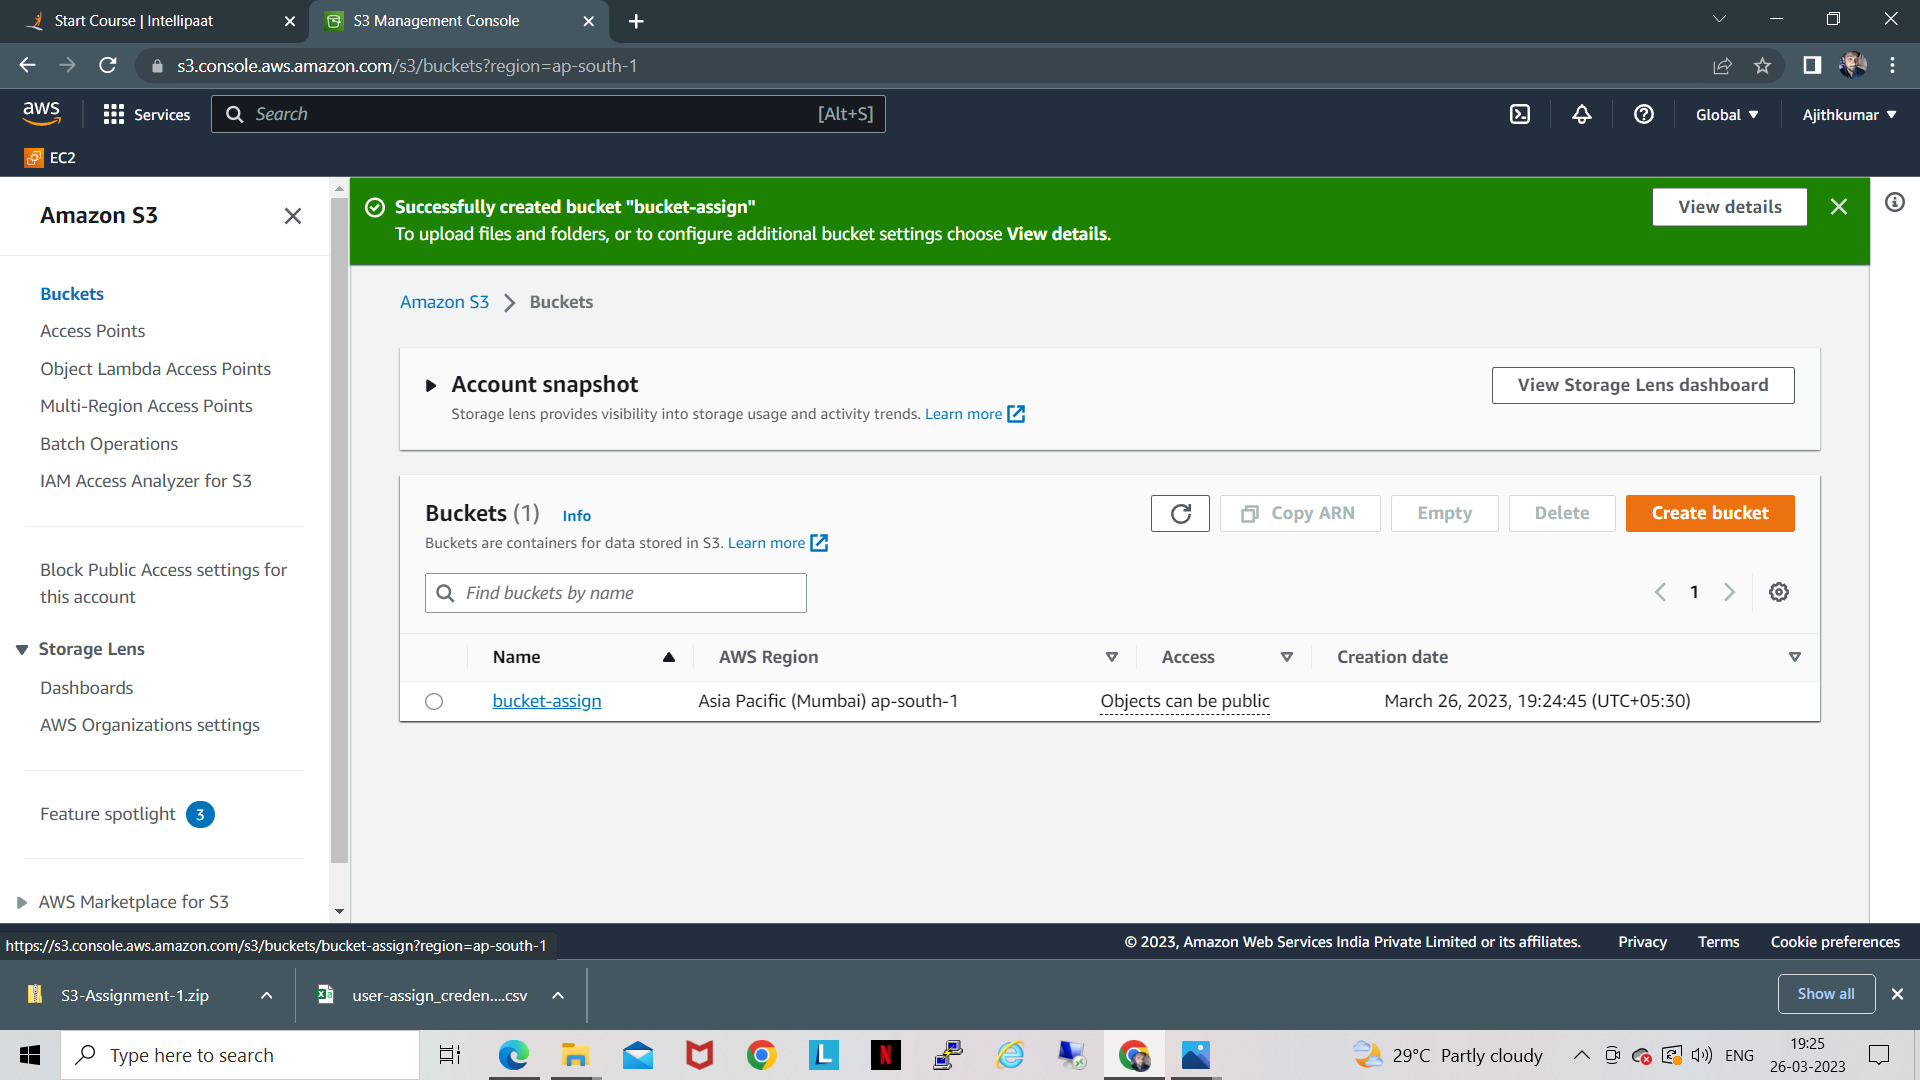 Start Course | Intellipaat
S3 Management Console
s3.console.aws.amazon.com/s3/buckets?region=ap-south-1
aws
Services
Search
[Alt+S]
Global
Ajithkumar
EC2
Amazon S3
Buckets
Access Points
Object Lambda Access Points
Multi-Region Access Points
Batch Operations
IAM Access Analyzer for S3
Block Public Access settings for
this account
Storage Lens
Dashboards
AWS Organizations settings
Feature spotlight 3
AWS Marketplace for S3
Successfully created bucket "bucket-assign"
To upload files and folders, or to configure additional bucket settings choose View details.
View details
Amazon S3 Buckets
Account snapshot
Storage lens provides visibility into storage usage and activity trends. Learn more
View Storage Lens dashboard
Buckets (1) Info
Buckets are containers for data stored in S3. Learn more
Copy ARN
Empty
Delete
Create bucket
Find buckets by name
1
Name AWS Region Access Creation date
bucket-assign Asia Pacific (Mumbai) ap-south-1 Objects can be public March 26, 2023, 19:24:45 (UTC+05:30)
https://s3.console.aws.amazon.com/s3/buckets/bucket-assign?region=ap-south-1
© 2023, Amazon Web Services India Private Limited or its affiliates.
Privacy
Terms
Cookie preferences
S3-Assignment-1.zip
user-assign_creden....csv
Show all
Type here to search
L
N
29°C Partly cloudy
ENG
19:25
26-03-2023